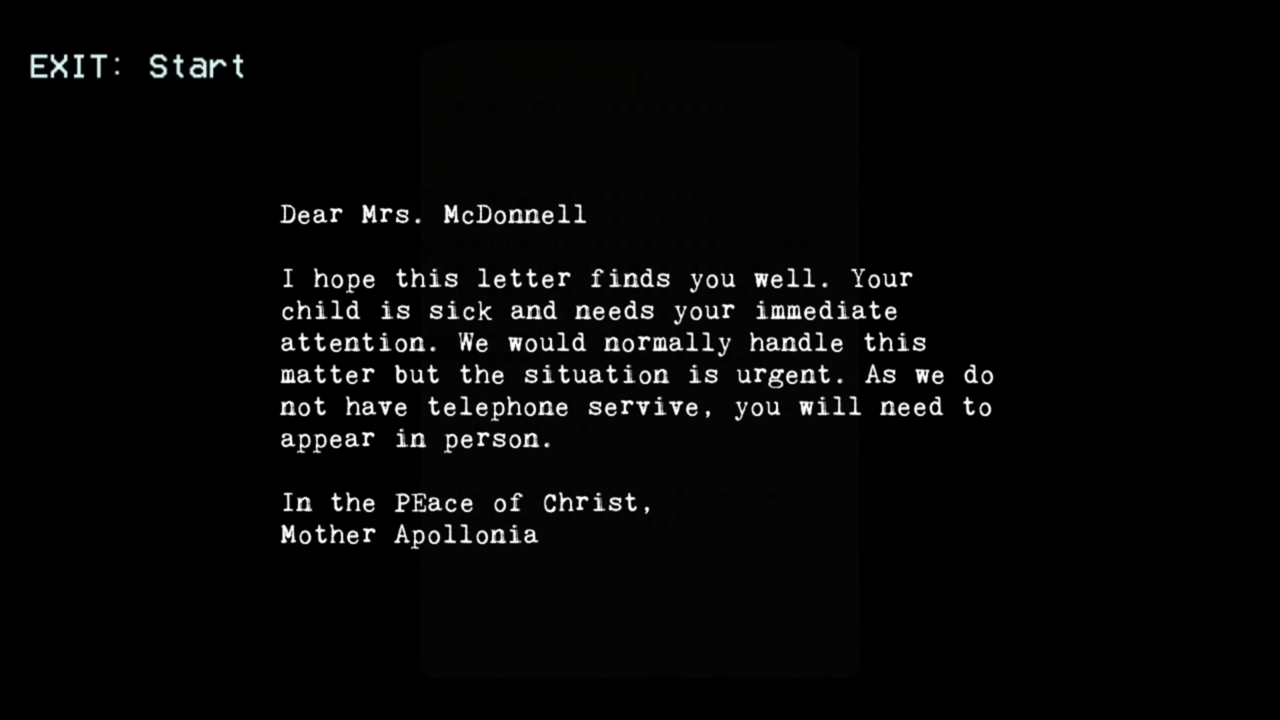 EXIT: Start
Dear Mrs. McDonnell
I hope this letter finds you well. Your
child is sick and needs your immediate
attention. We would normally handle this
matter but the situation is urgent. As we do
not have telephone servive, you will need to
appear in person.
In the PEace of Christ,
Mother Apollonia